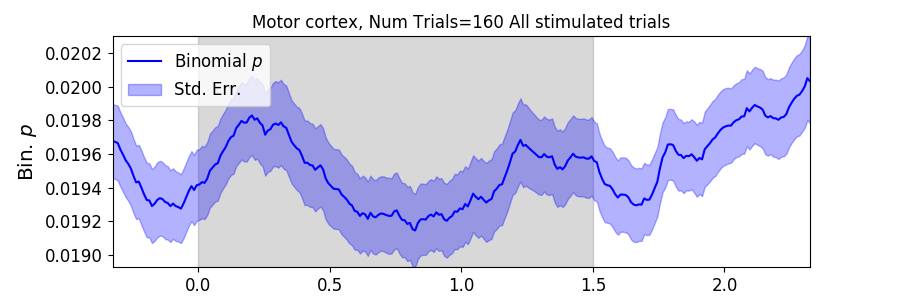 Motor cortex, Num Trials=160 All stimulated trials
Bin. p
0.0202
0.0200
0.0198
0.0196
0.0194
0.0192
0.0190
Binomial p
Std. Err.
0.0 0.5 1.0 1.5 2.0